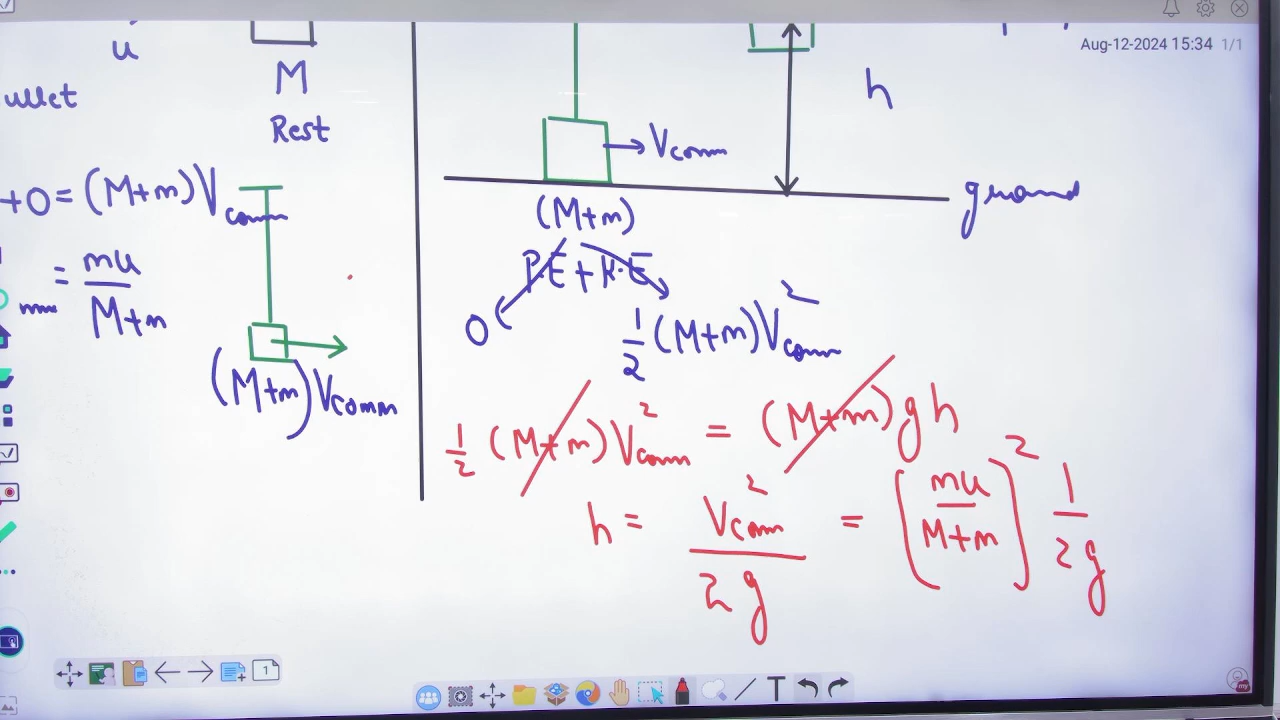 Aug-12-2024 15:34 1/1
u
M
Rest
ullet
+0=(M+m)V comm
= mu / M+m
(M+m)Vcomm
h
Vcomm
ground
(M+m)
P.E + K.E
0
1/2 (M+m)Vcomm²
1/2 (M+m)Vcomm² = (M+m)gh
h = Vcomm² / 2g = (mu / M+m)² 1/2g